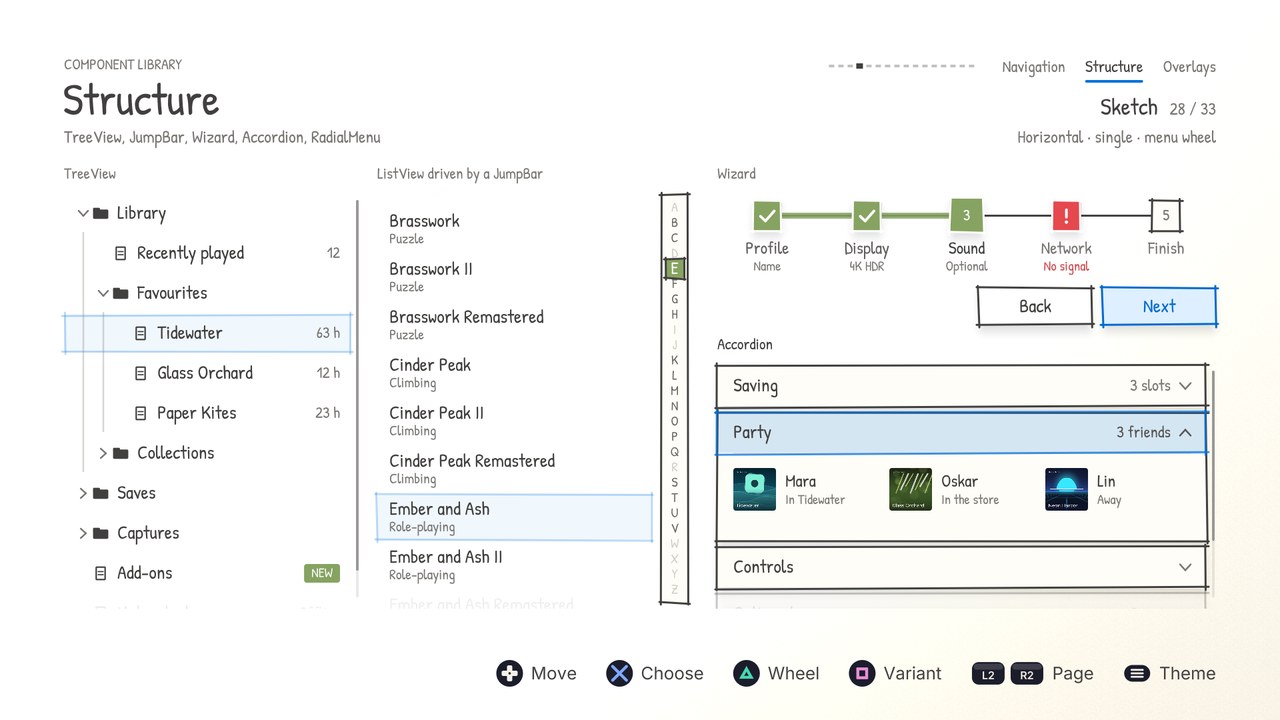 COMPONENT LIBRARY
Structure
TreeView, JumpBar, Wizard, Accordion, RadialMenu
Navigation Structure Overlays
Sketch 28 / 33
Horizontal · single · menu wheel
TreeView
Library
Recently played 12
Favourites
Tidewater 63 h
Glass Orchard 12 h
Paper Kites 23 h
Collections
Saves
Captures
Add-ons NEW
ListView driven by a JumpBar
Brasswork
Puzzle
Brasswork II
Puzzle
Brasswork Remastered
Puzzle
Cinder Peak
Climbing
Cinder Peak II
Climbing
Cinder Peak Remastered
Climbing
Ember and Ash
Role-playing
Ember and Ash II
Role-playing
Ember and Ash Remastered
A
B
C
D
E
F
G
H
I
J
K
L
M
N
O
P
Q
R
S
T
U
V
W
X
Y
Z
Wizard
3 5
Profile Display Sound Network Finish
Name 4K HDR Optional No signal
Back Next
Accordion
Saving 3 slots
Party 3 friends
Mara
In Tidewater
Oskar
In the store
Lin
Away
Controls
Move Choose Wheel Variant L2 R2 Page Theme